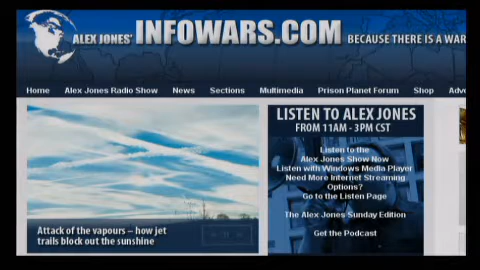 ALEX JONES' INFOWARS.COM BECAUSE THERE IS A WAR
Home Alex Jones Radio Show News Sections Multimedia Prison Planet Forum Shop Adve
Attack of the vapours – how jet
trails block out the sunshine
LISTEN TO ALEX JONES
FROM 11AM - 3PM CST
Listen to the
Alex Jones Show Now
Listen with Windows Media Player
Need More Internet Streaming
Options?
Go to the Listen Page
The Alex Jones Sunday Edition
Get the Podcast